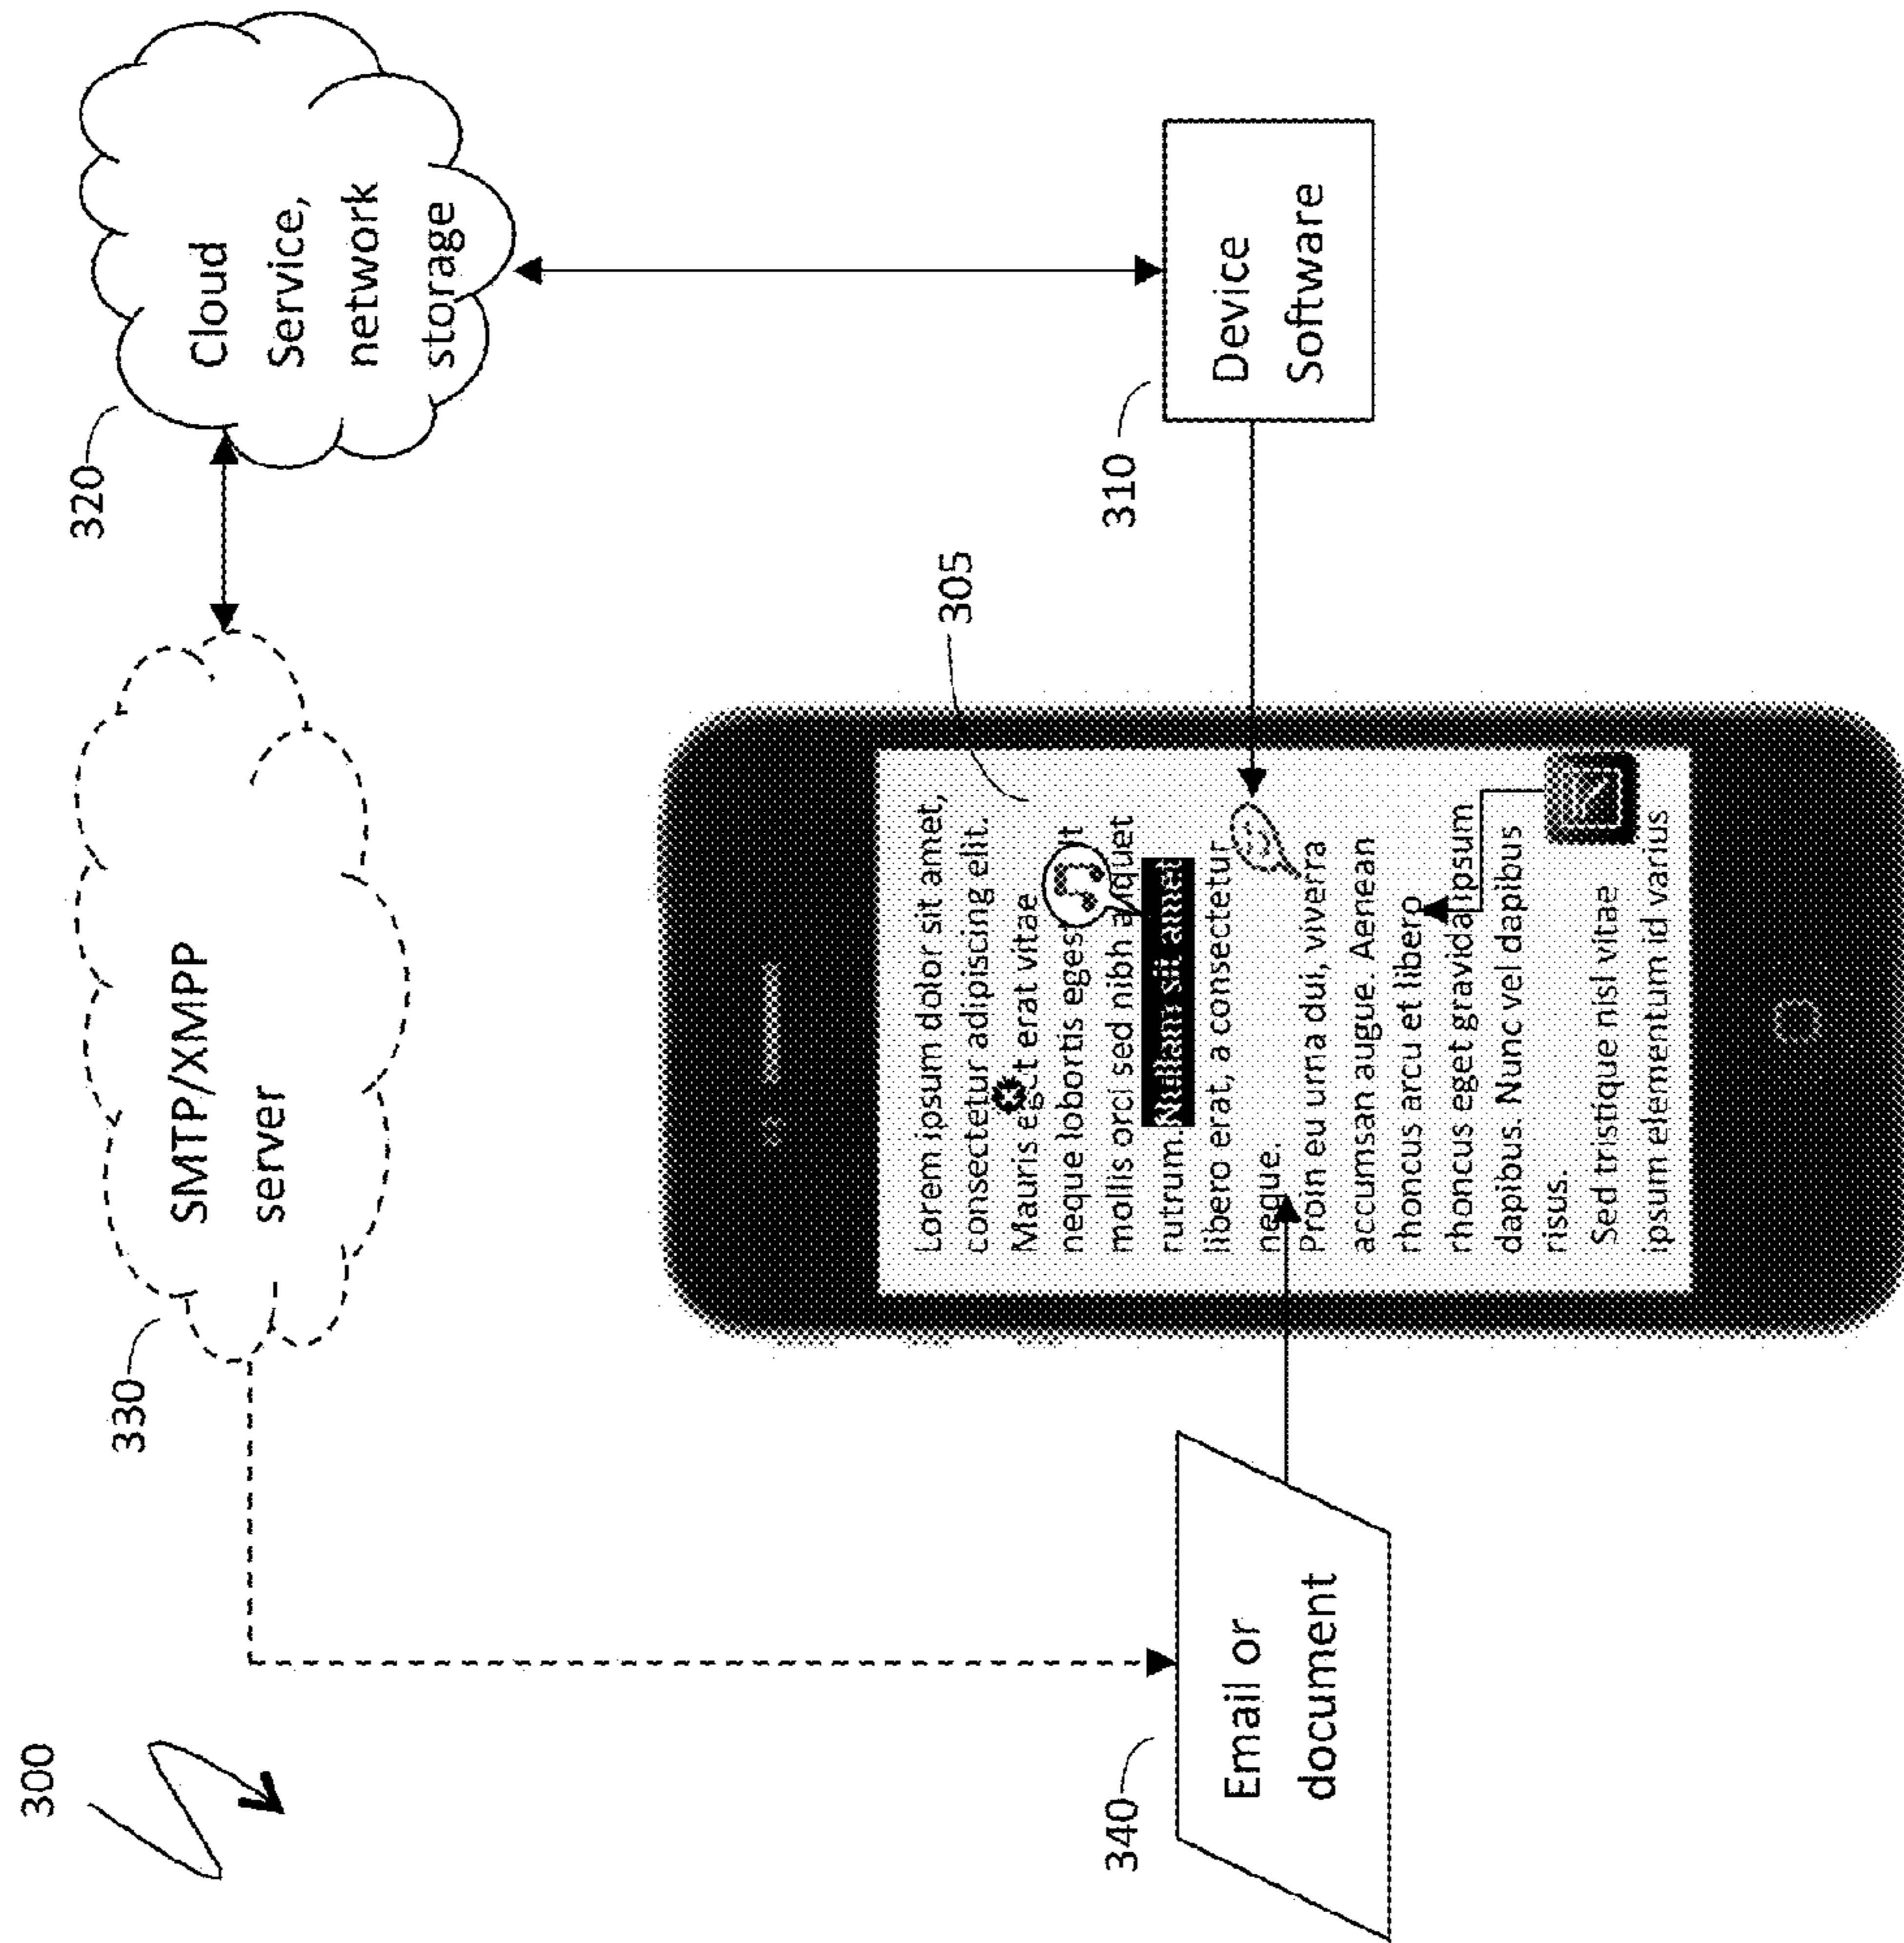 300
330
SMTP/XMPP
server
320
Cloud
Service,
network
storage
340
Email or
document
305
Lorem ipsum dolor sit amet,
consectetur adipiscing elit.
Mauris eget erat vitae
neque lobortis eges t
mollis orci sed nibh aliquet
rutrum. Nullam sit amet
libero erat, a consectetur
neque.
Proin eu urna dui, viverra
accumsan augue. Aenean
rhoncus arcu et libero
rhoncus eget gravida ipsum
dapibus. Nunc vel dapibus
risus.
Sed tristique nisl vitae
ipsum elementum id varius
310
Device
Software